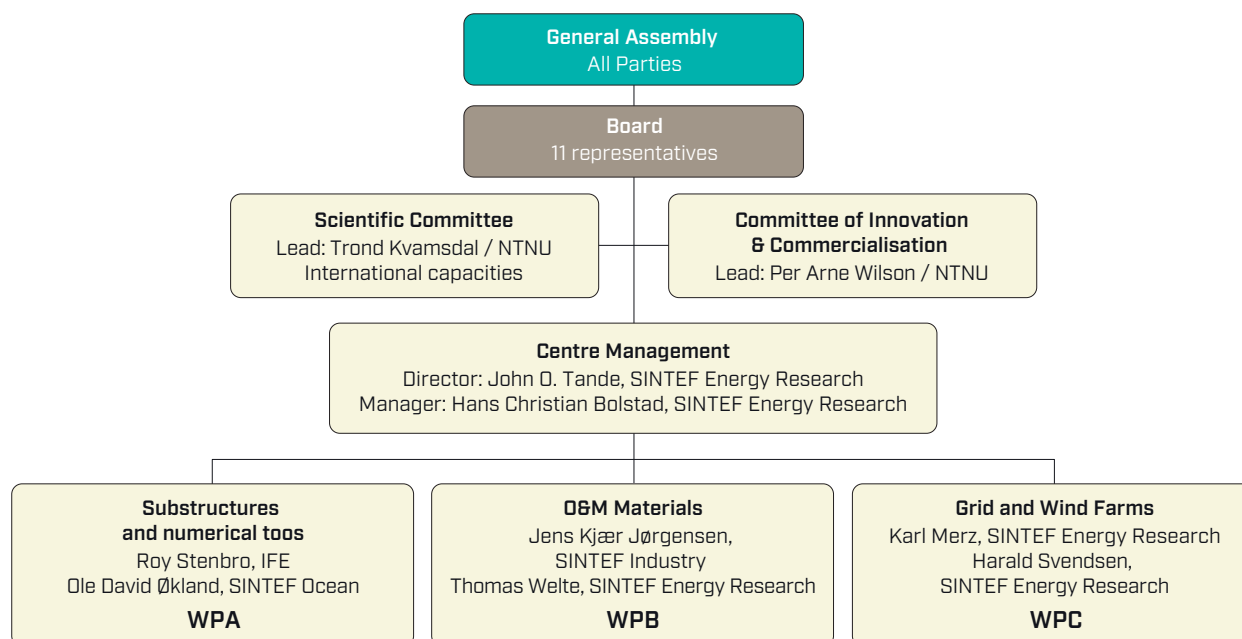 General Assembly
All Parties
Board
11 representatives
Scientific Committee
Lead: Trond Kvamsdal / NTNU
International capacities
Committee of Innovation
& Commercialisation
Lead: Per Arne Wilson / NTNU
Centre Management
Director: John O. Tande, SINTEF Energy Research
Manager: Hans Christian Bolstad, SINTEF Energy Research
Substructures
and numerical toos
Roy Stenbro, IFE
Ole David Økland, SINTEF Ocean
WPA
O&M Materials
Jens Kjær Jørgensen,
SINTEF Industry
Thomas Welte, SINTEF Energy Research
WPB
Grid and Wind Farms
Karl Merz, SINTEF Energy Research
Harald Svendsen,
SINTEF Energy Research
WPC